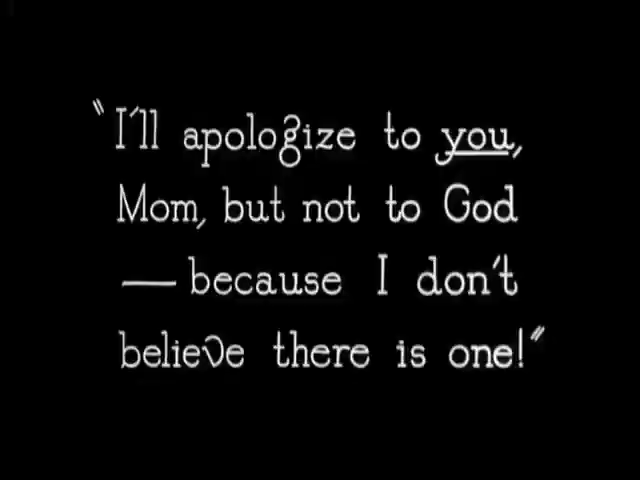 "I'll apologize to you,
Mom, but not to God
—because I don't
believe there is one!"